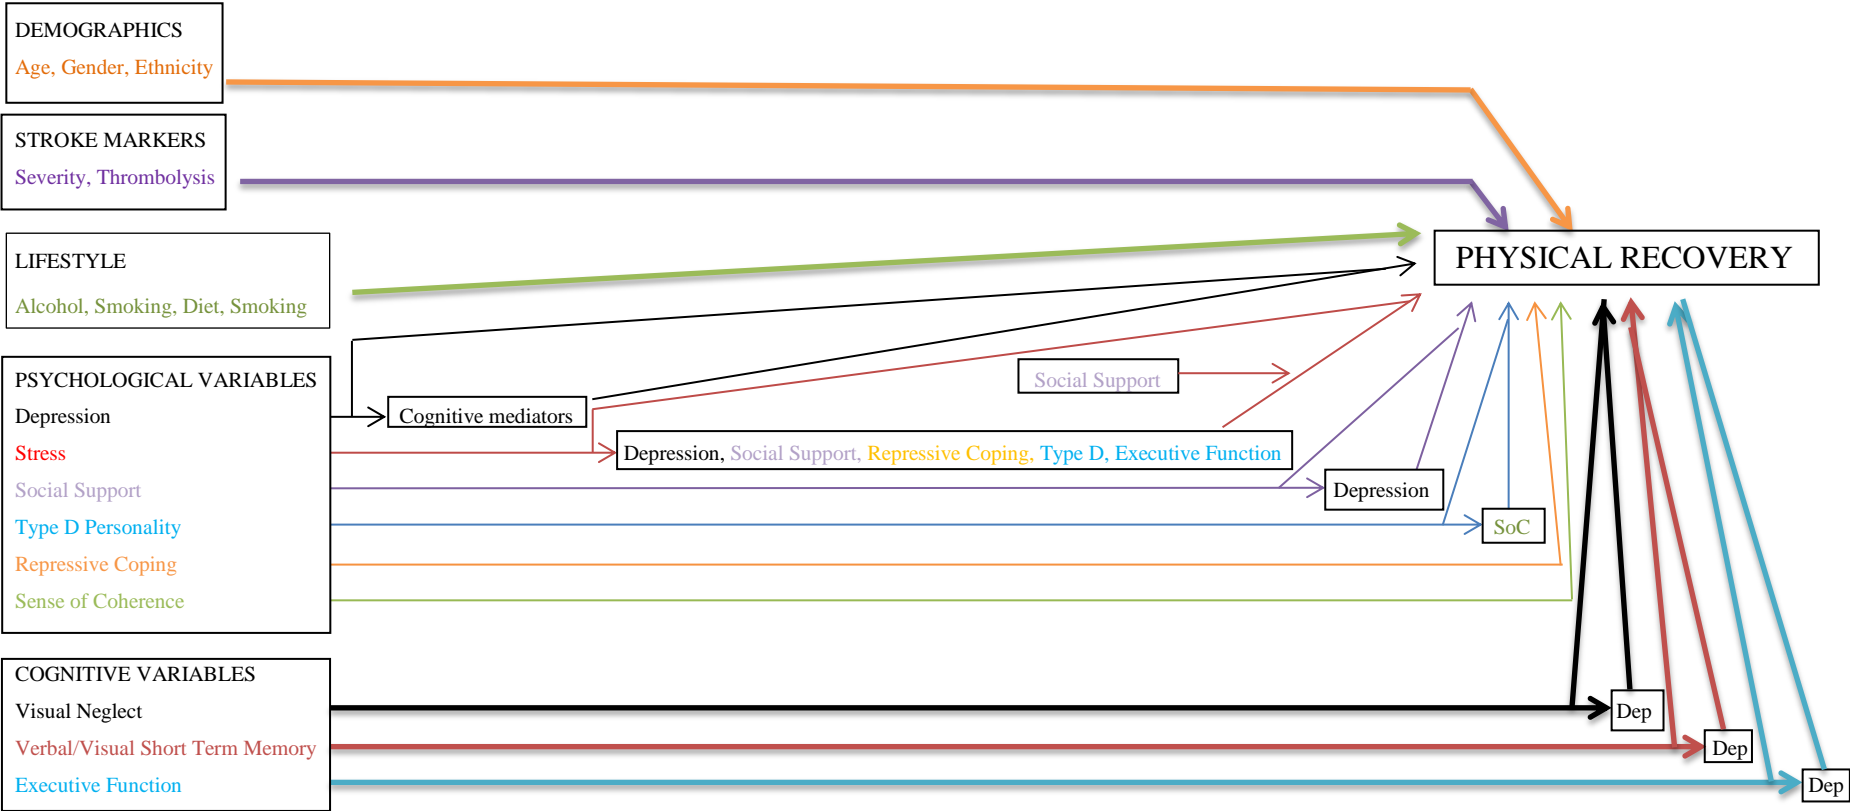 DEMOGRAPHICS
Age, Gender, Ethnicity
STROKE MARKERS
Severity, Thrombolysis
LIFESTYLE
Alcohol, Smoking, Diet, Smoking
PHYSICAL RECOVERY
PSYCHOLOGICAL VARIABLES
Depression
Stress
Social Support
Type D Personality
Repressive Coping
Sense of Coherence
Cognitive mediators
Social Support
Depression, Social Support, Repressive Coping, Type D, Executive Function
Depression
SoC
COGNITIVE VARIABLES
Visual Neglect
Verbal/Visual Short Term Memory
Executive Function
Dep
Dep
Dep